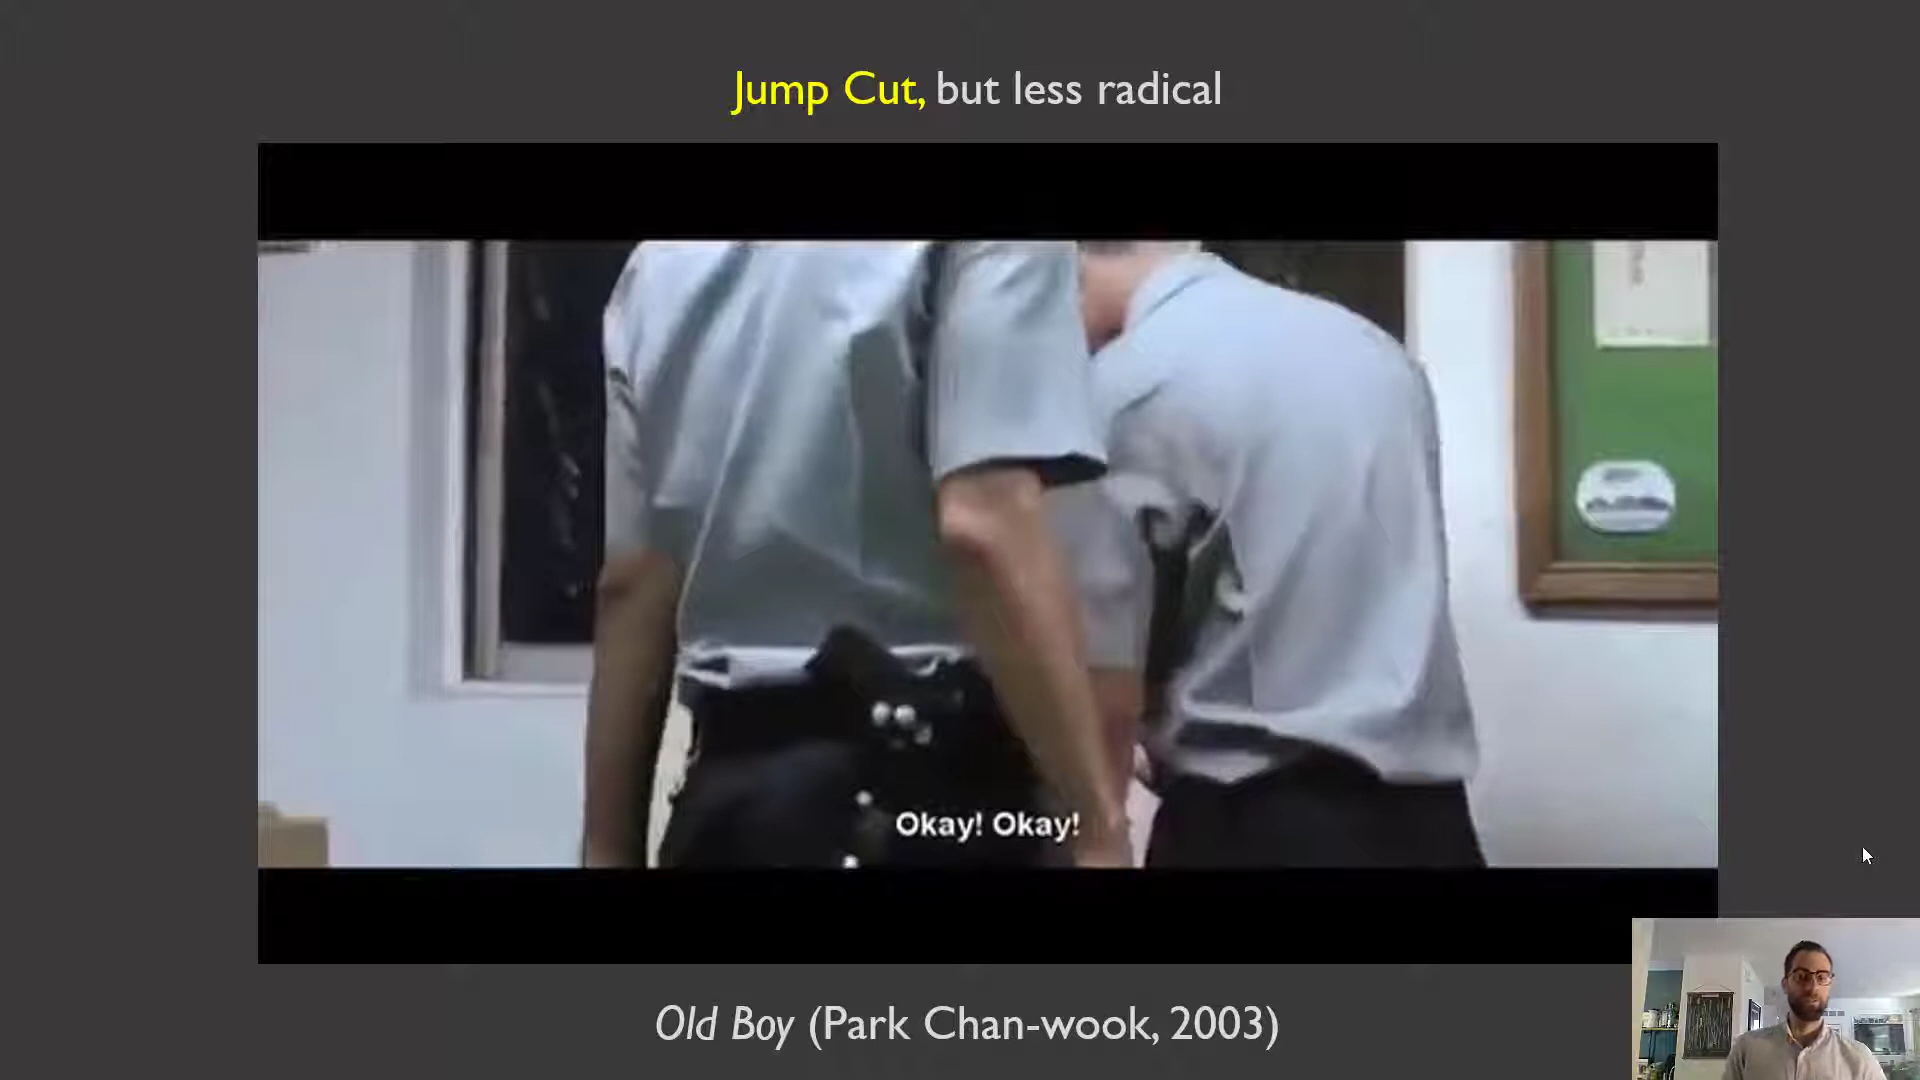 Jump Cut, but less radical
Okay! Okay!
Old Boy (Park Chan-wook, 2003)